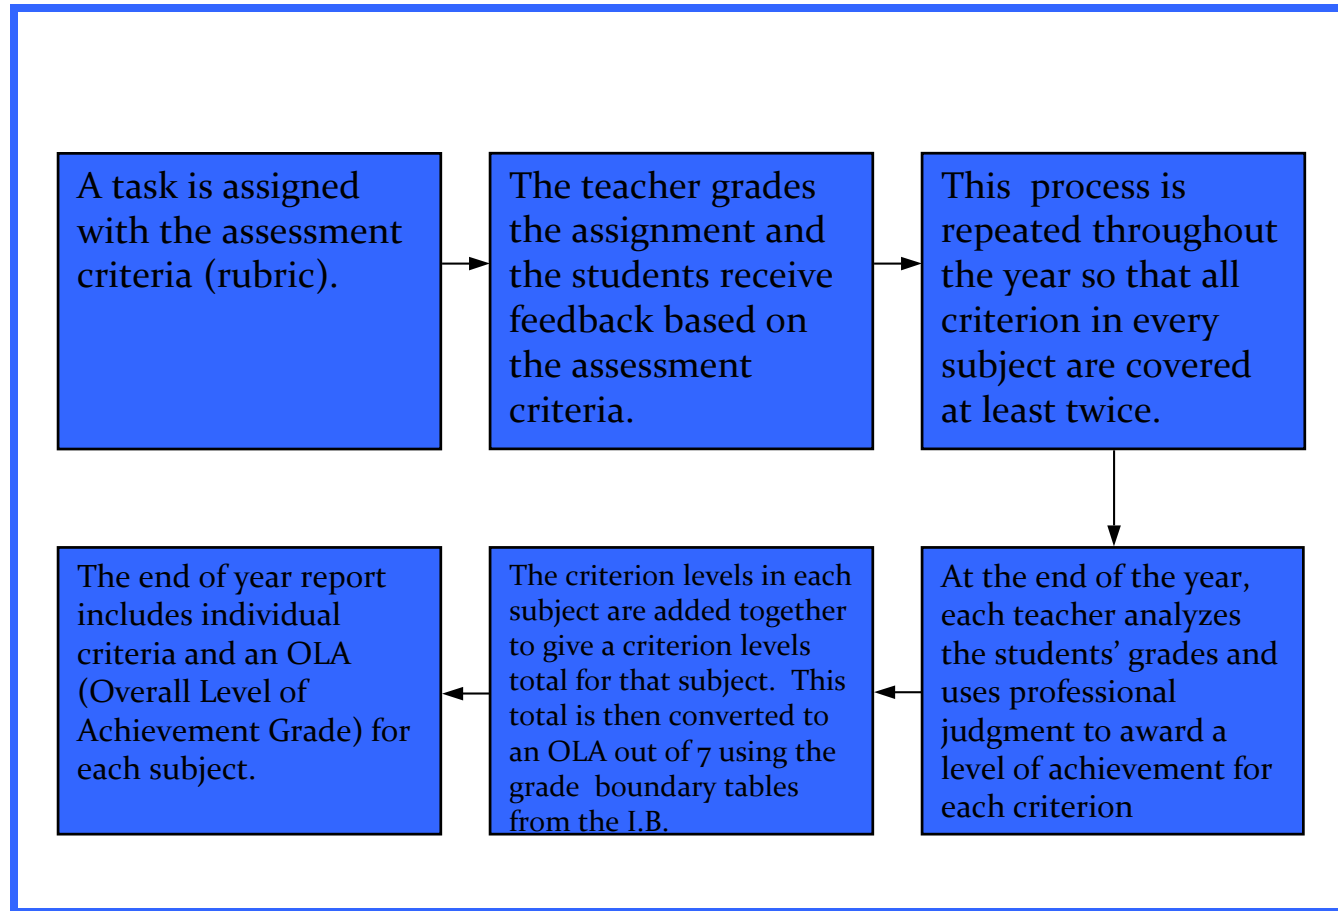 A task is assigned
with the assessment
criteria (rubric).
The teacher grades
the assignment and
the students receive
feedback based on
the assessment
criteria.
This  process is
repeated throughout
the year so that all
criterion in every
subject are covered
at least twice.
At the end of the year,
each teacher analyzes
the students’ grades and
uses professional
judgment to award a
level of achievement for
each criterion
The criterion levels in each
subject are added together
to give a criterion levels
total for that subject.  This
total is then converted to
an OLA out of 7 using the
grade  boundary tables
from the I.B.
The end of year report
includes individual
criteria and an OLA
(Overall Level of
Achievement Grade) for
each subject.